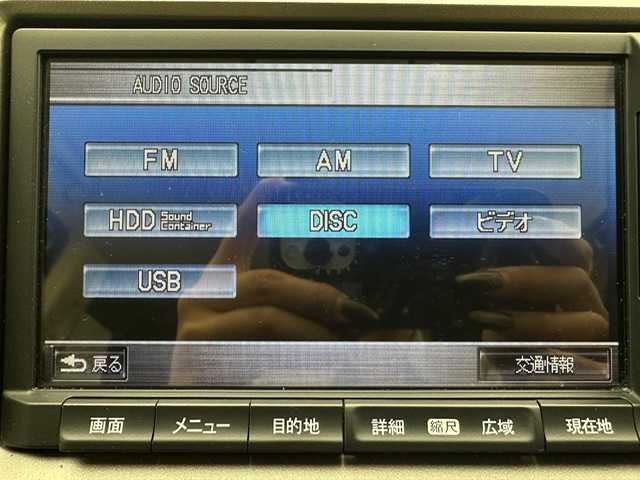 AUDIO SOURCE
FM AM TV
HDD Sound Container DISC ビデオ
USB
戻る 交通情報
画面 メニュー 目的地 詳細 縮尺 広域 現在地